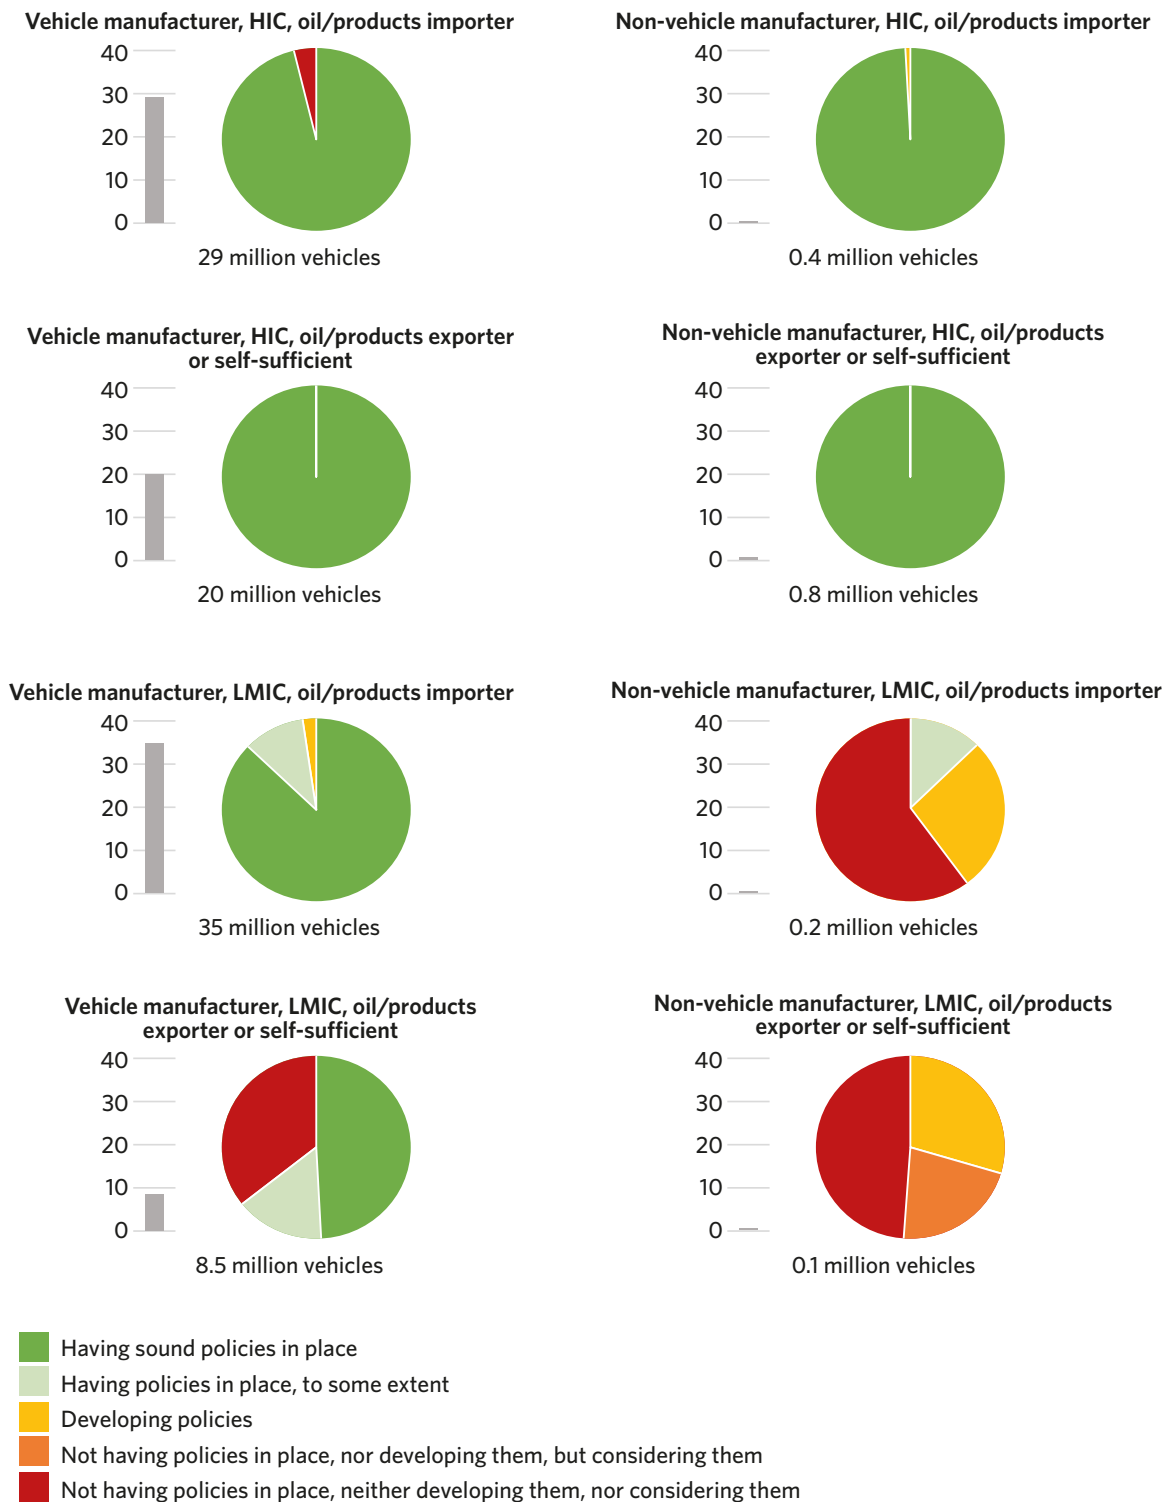 Vehicle manufacturer, HIC, oil/products importer
40
30
20
10
0
29 million vehicles
Non-vehicle manufacturer, HIC, oil/products importer
40
30
20
10
0
0.4 million vehicles
Vehicle manufacturer, HIC, oil/products exporter
or self-sufficient
40
30
20
10
0
20 million vehicles
Non-vehicle manufacturer, HIC, oil/products
exporter or self-sufficient
40
30
20
10
0
0.8 million vehicles
Vehicle manufacturer, LMIC, oil/products importer
40
30
20
10
0
35 million vehicles
Non-vehicle manufacturer, LMIC, oil/products importer
40
30
20
10
0
0.2 million vehicles
Vehicle manufacturer, LMIC, oil/products
exporter or self-sufficient
40
30
20
10
0
8.5 million vehicles
Non-vehicle manufacturer, LMIC, oil/products
exporter or self-sufficient
40
30
20
10
0
0.1 million vehicles
Having sound policies in place
Having policies in place, to some extent
Developing policies
Not having policies in place, nor developing them, but considering them
Not having policies in place, neither developing them, nor considering them